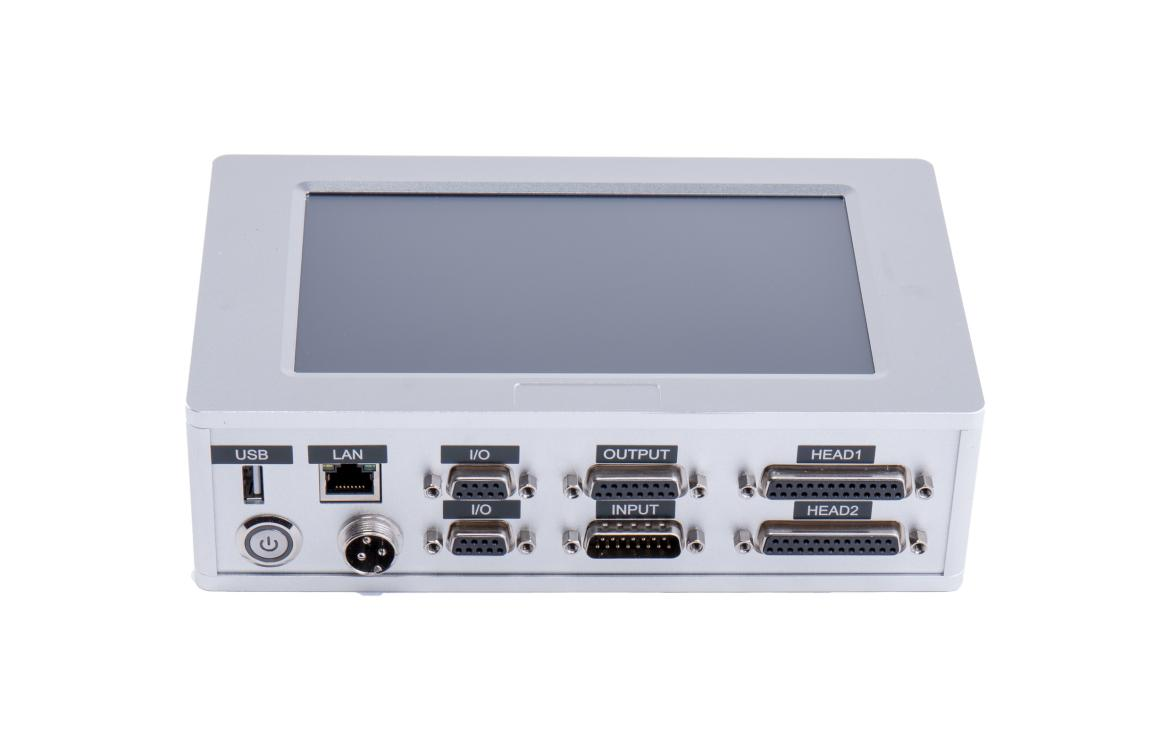 USB
LAN
I/O
OUTPUT
HEAD1
I/O
INPUT
HEAD2